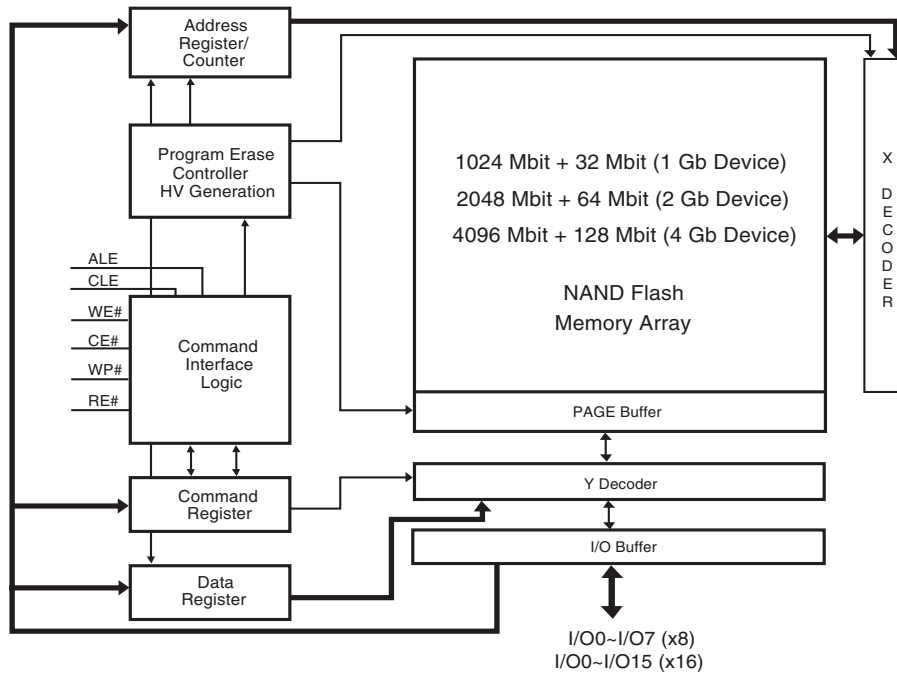 Address
Register/
Counter
Program Erase
Controller
HV Generation
ALE
CLE
WE#
CE#
WP#
RE#
Command
Interface
Logic
Command
Register
Data
Register
1024 Mbit + 32 Mbit (1 Gb Device)
2048 Mbit + 64 Mbit (2 Gb Device)
4096 Mbit + 128 Mbit (4 Gb Device)
NAND Flash
Memory Array
PAGE Buffer
Y Decoder
I/O Buffer
I/O0~I/O7 (x8)
I/O0~I/O15 (x16)
X
D
E
C
O
D
E
R